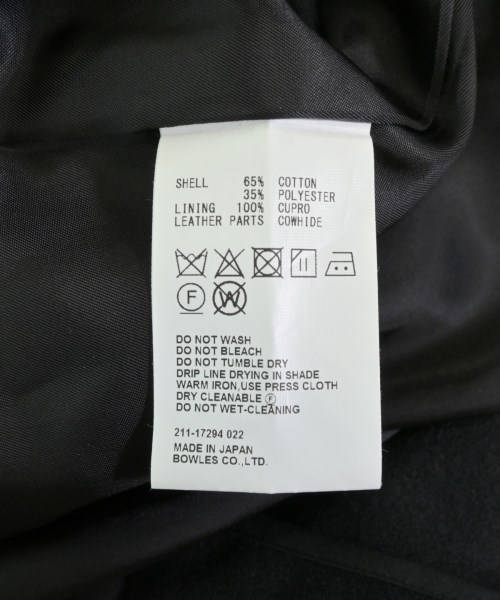 SHELL 65% COTTON
35% POLYESTER
LINING 100% CUPRO
LEATHER PARTS COWHIDE
F W
DO NOT WASH
DO NOT BLEACH
DO NOT TUMBLE DRY
DRIP LINE DRYING IN SHADE
WARM IRON,USE PRESS CLOTH
DRY CLEANABLE Ⓕ
DO NOT WET-CLEANING
211-17294 022
MADE IN JAPAN
BOWLES CO.,LTD.